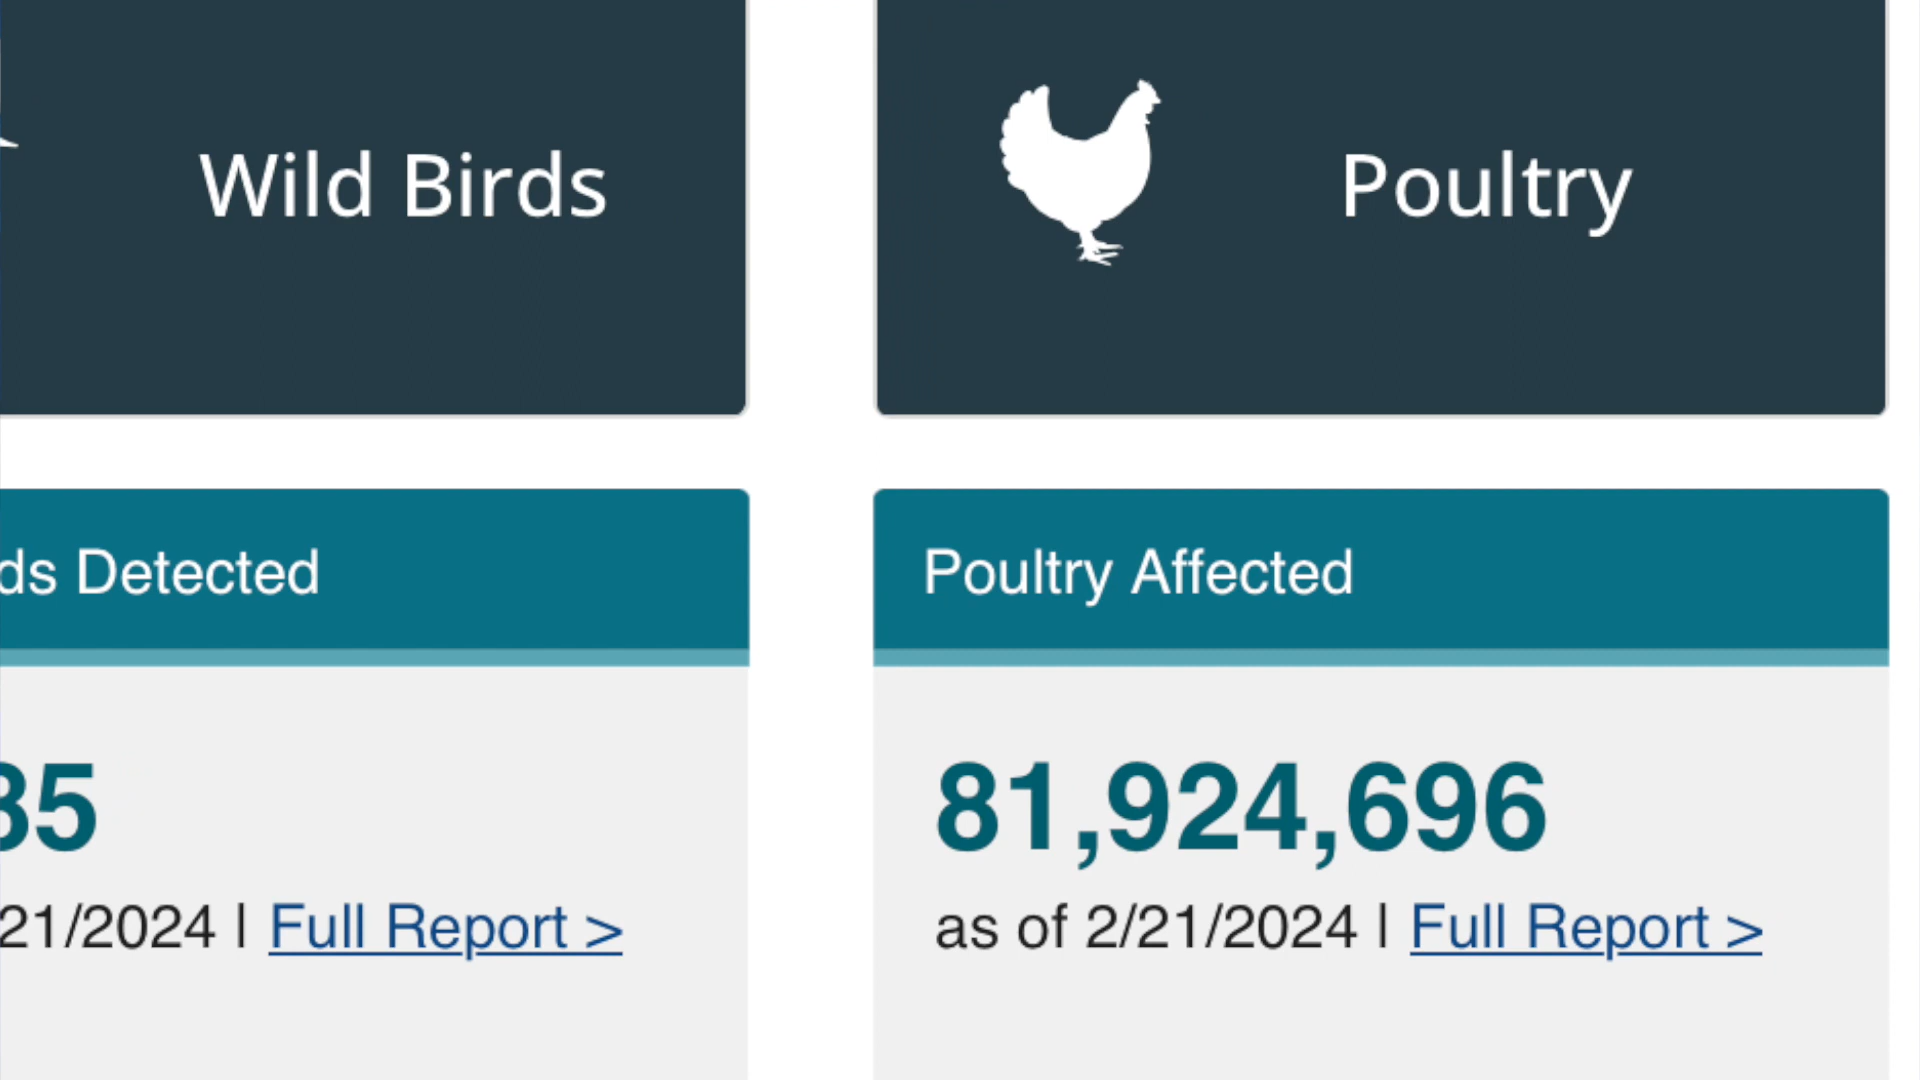 Wild Birds
Poultry
ds Detected
Poultry Affected
35
81,924,696
21/2024 | Full Report >
as of 2/21/2024 | Full Report >